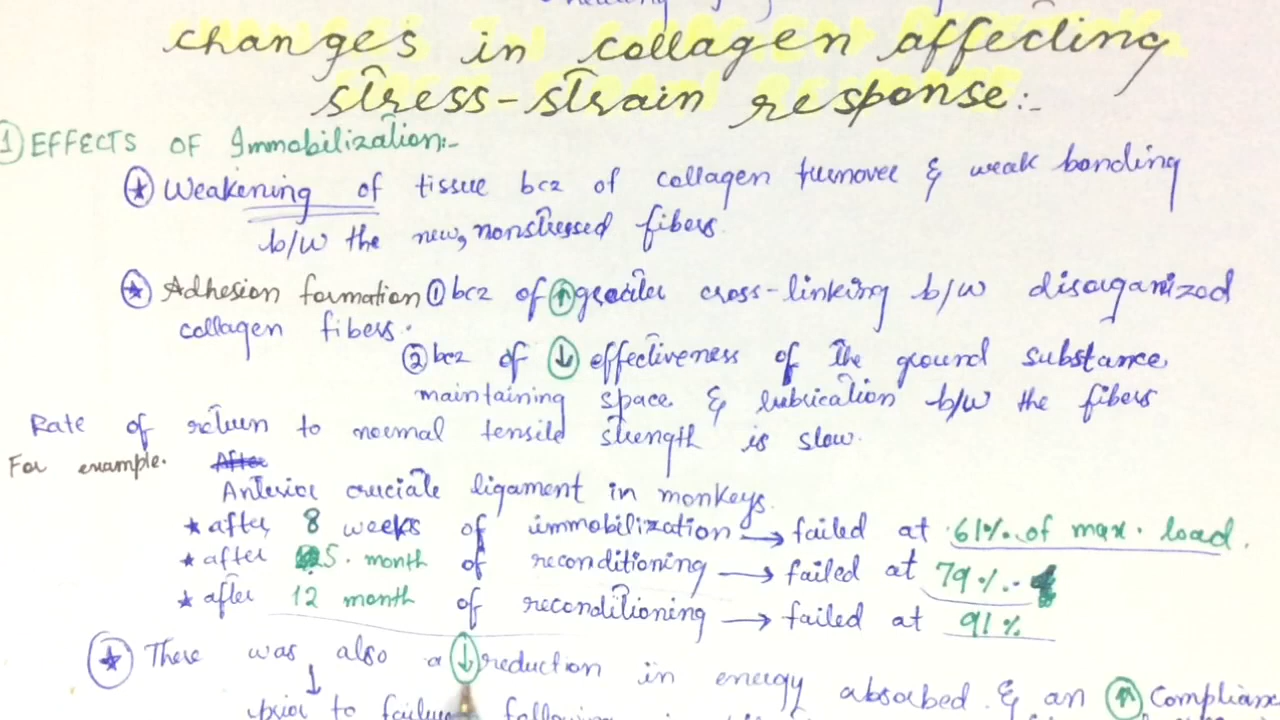 changes in collagen affecting
stress-strain response:-
1) EFFECTS OF Immobilization:-
Weakening of tissue bcz of collagen turnover & weak bonding
b/w the new, nonstressed fibers.
Adhesion formation ① bcz of ↑ greater cross-linking b/w disorganized
collagen fibers.
② bcz of ↓ effectiveness of the ground substance
maintaining space & lubrication b/w the fibers
Rate of return to normal tensile strength is slow.
For example. After
Anterior cruciate ligament in monkeys.
★ after 8 weeks of immobilization → failed at 61% of max. load.
★ after 5 month of reconditioning → failed at 79%.
★ after 12 month of reconditioning → failed at 91%
There was also a ↓ reduction in energy absorbed & an ↑ Complian
prior to failure following